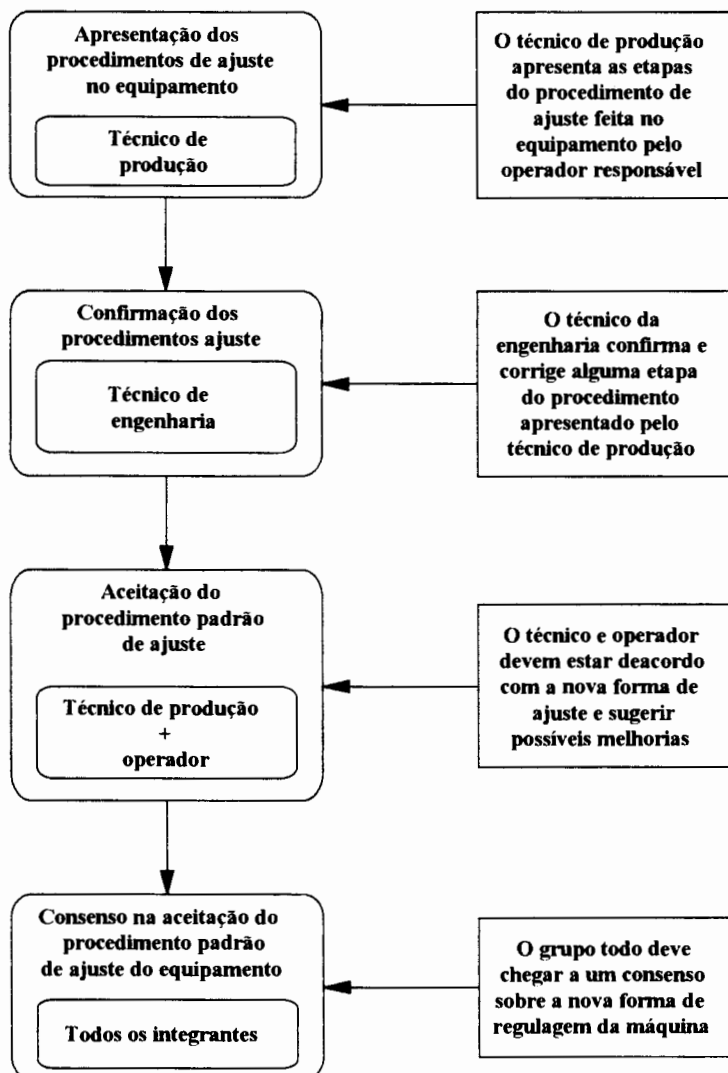 Apresentação dos
procedimentos de ajuste
no equipamento
Técnico de
produção
O técnico de produção
apresenta as etapas
do procedimento de
ajuste feita no
equipamento pelo
operador responsável
Confirmação dos
procedimentos ajuste
Técnico de
engenharia
O técnico da
engenharia confirma e
corrige alguma etapa
do procedimento
apresentado pelo
técnico de produção
Aceitação do
procedimento padrão
de ajuste
Técnico de produção
+
operador
O técnico e operador
devem estar deacordo
com a nova forma de
ajuste e sugerir
possíveis melhorias
Consenso na aceitação do
procedimento padrão
de ajuste do equipamento
Todos os integrantes
O grupo todo deve
chegar a um consenso
sobre a nova forma de
regulagem da máquina